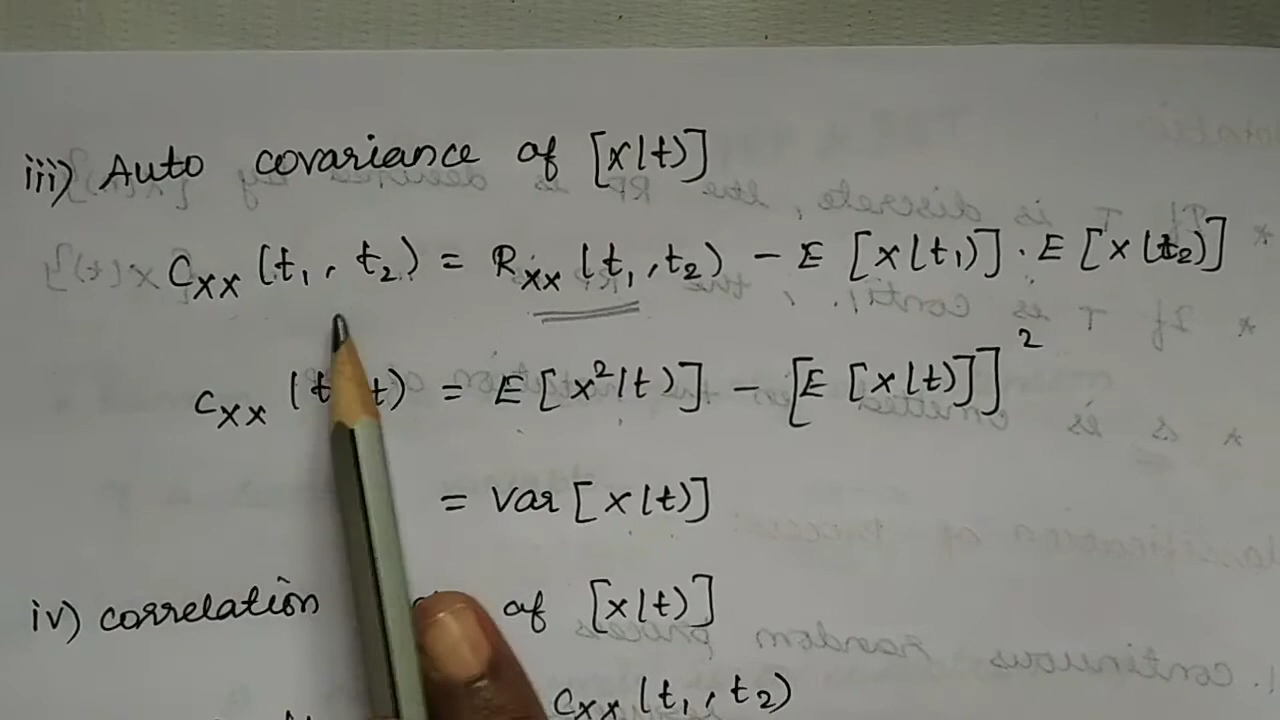 iii) Auto covariance of [x(t)]
Cxx (t₁, t₂) = Rxx (t₁, t₂) - E [x(t₁)] · E [x(t₂)]
Cxx (t t) = E [x²(t)] - [E [x(t)]]²
= Var [x(t)]
iv) correlation of [x(t)]
Cxx (t₁, t₂)